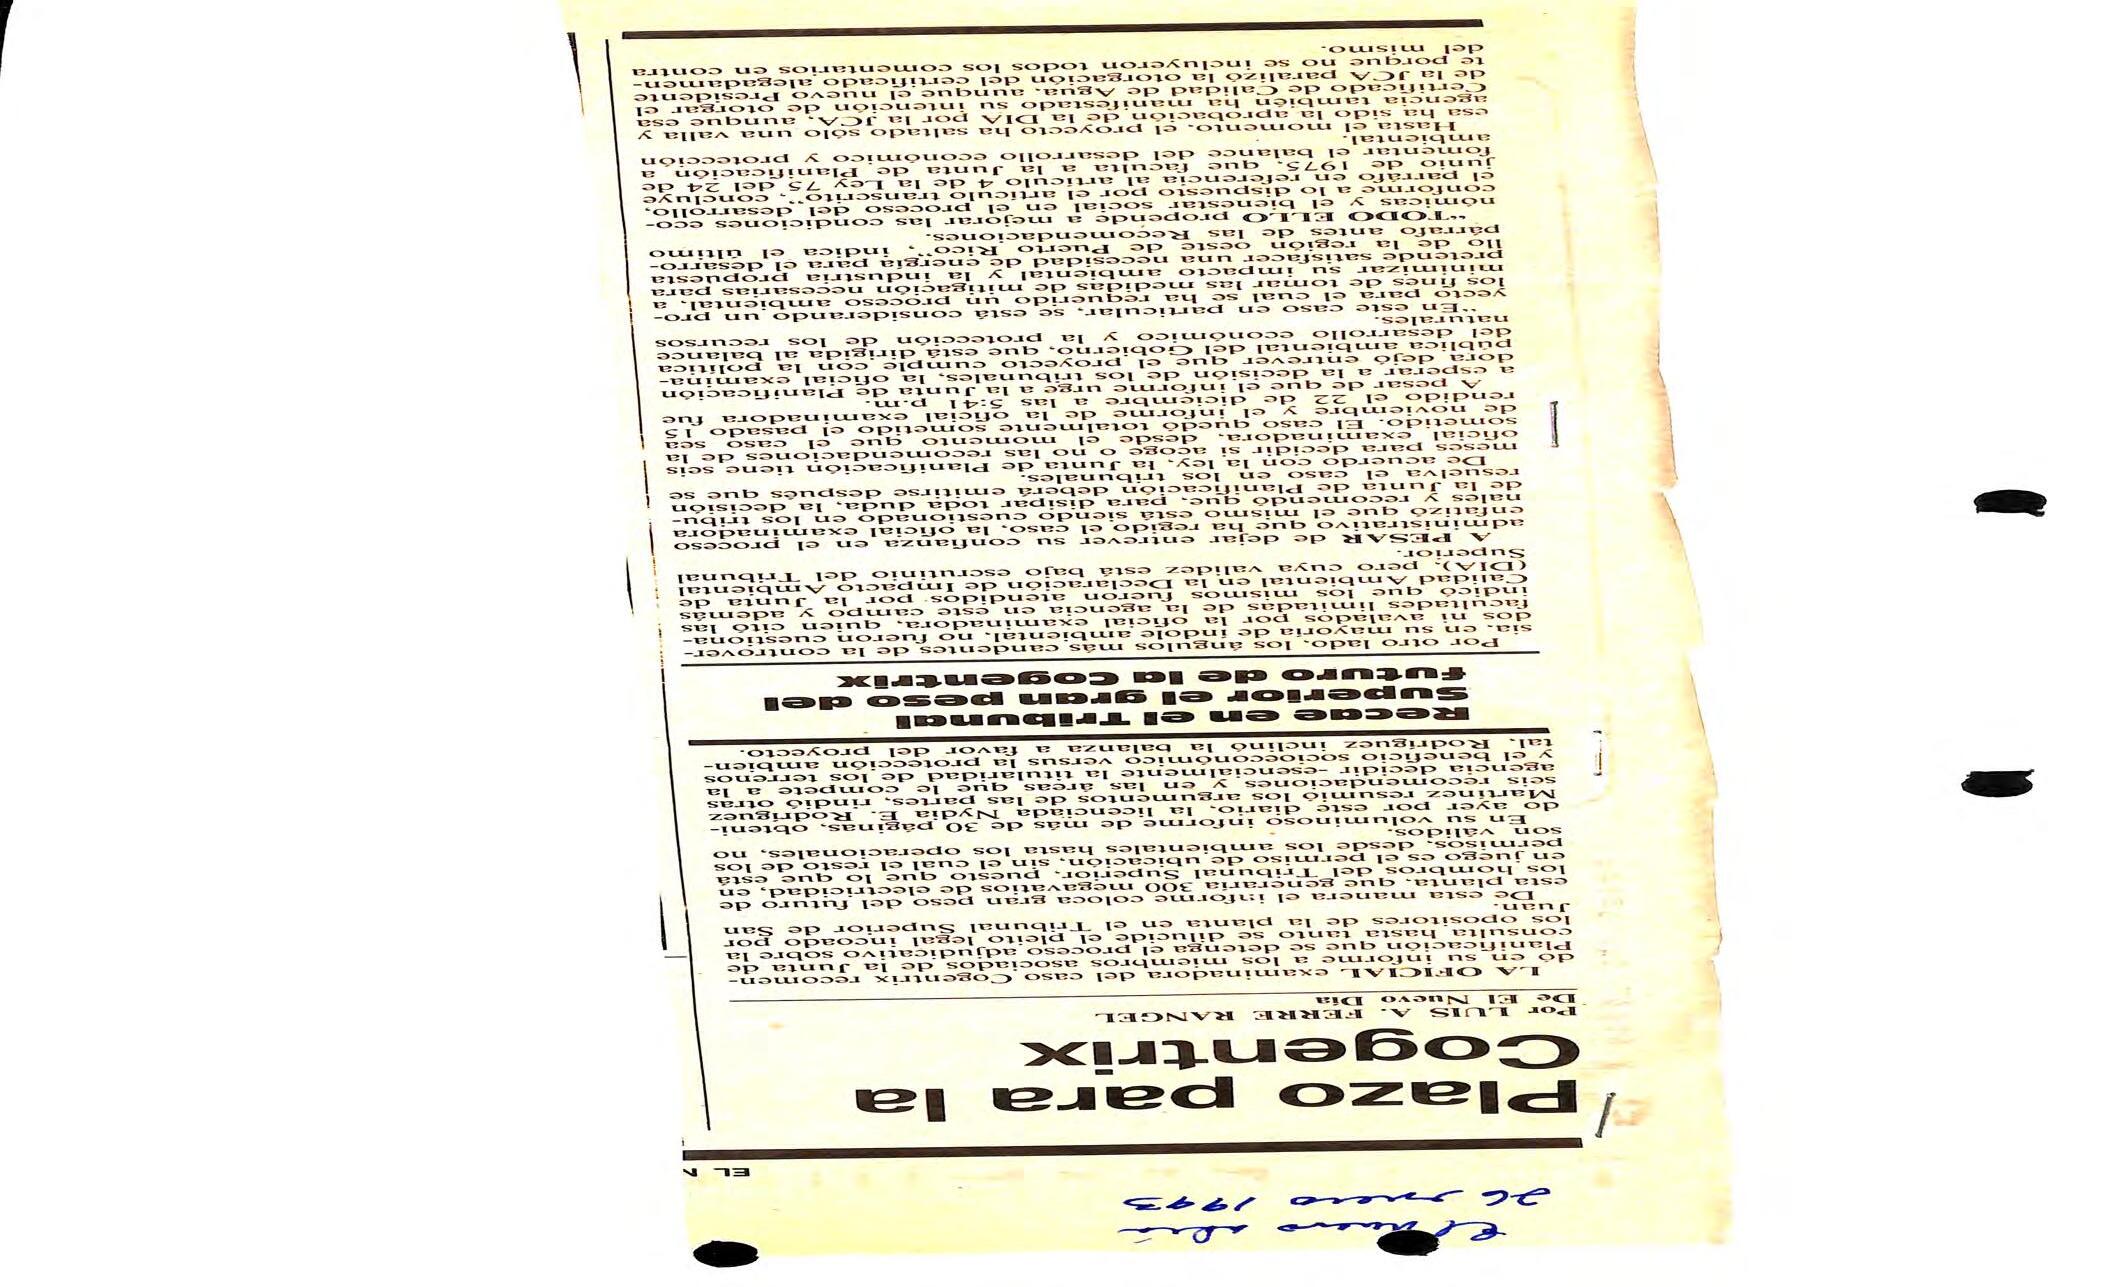 El nuevo día
26 enero 1993
EL N
Plazo para la
Cogentrix
Por LUIS A. FERRE RANGEL
De El Nuevo Día
LA OFICIAL examinadora del caso Cogentrix recomen-
dó en su informe a los miembros asociados de la Junta de
Planificación que se detenga el proceso adjudicativo sobre la
consulta hasta tanto se dilucide el pleito legal incoado por
los opositores de la planta en el Tribunal Superior de San
Juan.
De esta manera el informe coloca gran peso del futuro de
esta planta, que generaría 300 megavatios de electricidad, en
los hombros del Tribunal Superior, puesto que lo que está
en juego es el permiso de ubicación, sin el cual el resto de los
permisos, desde los ambientales hasta los operacionales, no
son válidos.
En su voluminoso informe de más de 30 páginas, obteni-
do ayer por este diario, la licenciada Nydia E. Rodríguez
Martínez resumió los argumentos de las partes, rindió otras
seis recomendaciones y en las áreas que le compete a la
agencia decidir -esencialmente la titularidad de los terrenos
y el beneficio socioeconómico versus la protección ambien-
tal, Rodríguez inclinó la balanza a favor del proyecto.
Recae en el Tribunal
Superior el gran peso del
futuro de la Cogentrix
Por otro lado, los ángulos más candentes de la controver-
sia, en su mayoría de índole ambiental, no fueron cuestiona-
dos ni avalados por la oficial examinadora, quien citó las
facultades limitadas de la agencia en este campo y además
indicó que los mismos fueron atendidos por la Junta de
Calidad Ambiental en la Declaración de Impacto Ambiental
(DIA), pero cuya validez está bajo escrutinio del Tribunal
Superior.
A PESAR de dejar entrever su confianza en el proceso
administrativo que ha regido el caso, la oficial examinadora
enfatizó que el mismo está siendo cuestionado en los tribu-
nales y recomendó que, para disipar toda duda, la decisión
de la Junta de Planificación deberá emitirse después que se
resuelva el caso en los tribunales.
De acuerdo con la ley, la Junta de Planificación tiene seis
meses para decidir si acoge o no las recomendaciones de la
oficial examinadora, desde el momento que el caso sea
sometido. El caso quedó totalmente sometido el pasado 15
de noviembre y el informe de la oficial examinadora fue
rendido el 22 de diciembre a las 5:41 p.m.
A pesar de que el informe urge a la Junta de Planificación
a esperar a la decisión de los tribunales, la oficial examina-
dora dejó entrever que el proyecto cumple con la política
pública ambiental del Gobierno, que está dirigida al balance
del desarrollo económico y la protección de los recursos
naturales.
"En este caso en particular, se está considerando un pro-
yecto para el cual se ha requerido un proceso ambiental, a
los fines de tomar las medidas de mitigación necesarias para
minimizar su impacto ambiental y la industria propuesta
pretende satisfacer una necesidad de energía para el desarro-
llo de la región oeste de Puerto Rico", indica el último
párrafo antes de las Recomendaciones.
"TODO ELLO propende a mejorar las condiciones eco-
nómicas y el bienestar social en el proceso del desarrollo,
conforme a lo dispuesto por el artículo transcrito", concluye
el parráfo en referencia al artículo 4 de la Ley 75 del 24 de
junio de 1975, que faculta a la Junta de Planificación a
fomentar el balance del desarrollo económico y protección
ambiental.
Hasta el momento, el proyecto ha saltado sólo una valla y
esa ha sido la aprobación de la DIA por la JCA, aunque esa
agencia también ha manifestado su intención de otorgar el
Certificado de Calidad de Agua, aunque el nuevo Presidente
de la JCA paralizó la otorgación del certificado alegadamen-
te porque no se incluyeron todos los comentarios en contra
del mismo.